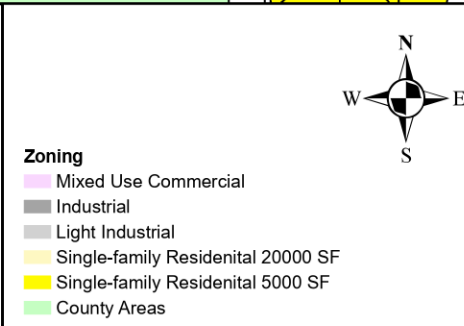 N
W E
S
Zoning
Mixed Use Commercial
Industrial
Light Industrial
Single-family Residenital 20000 SF
Single-family Residenital 5000 SF
County Areas